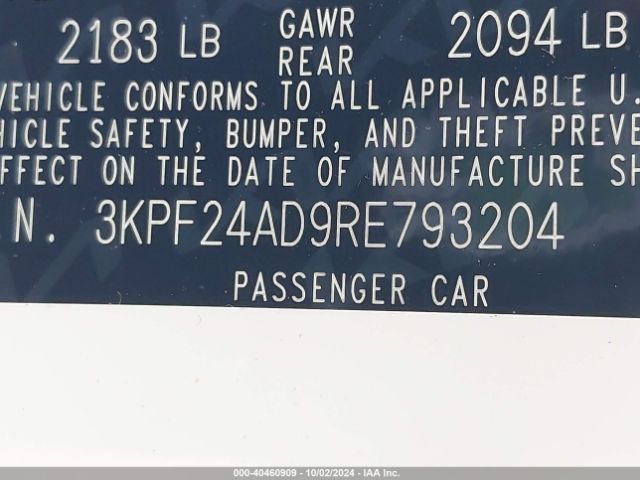 2183 LB GAWR REAR 2094 LB
VEHICLE CONFORMS TO ALL APPLICABLE U.
HICLE SAFETY, BUMPER, AND THEFT PREVE
FFECT ON THE DATE OF MANUFACTURE SH
.N. 3KPF24AD9RE793204
PASSENGER CAR
000-40460909 - 10/02/2024 - IAAI Inc.